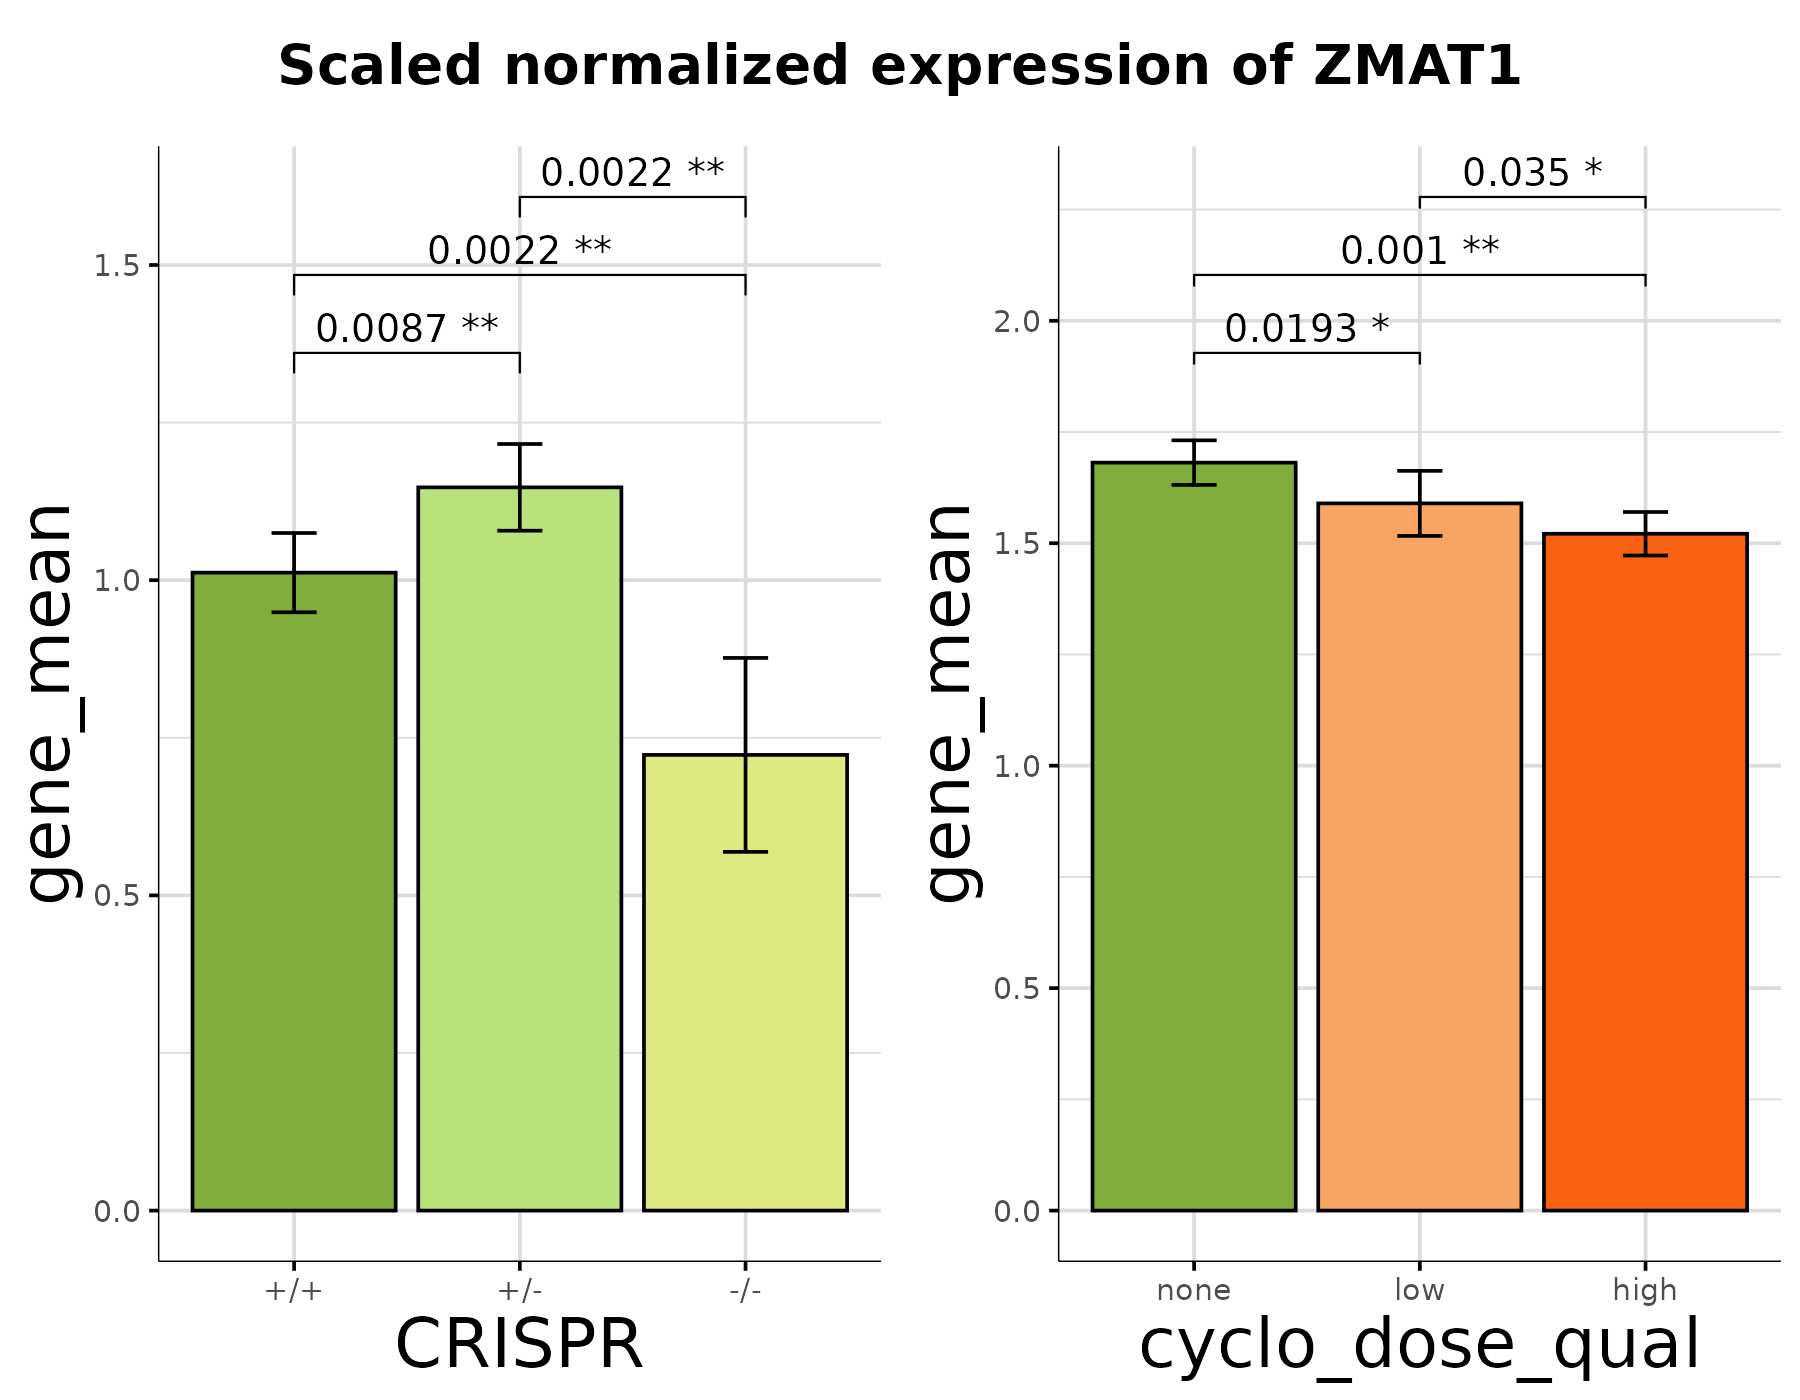 Scaled normalized expression of ZMAT1
gene_mean
1.5
1.0
0.5
0.0
0.0022 **
0.0022 **
0.0087 **
+/+ +/- -/-
CRISPR
gene_mean
2.0
1.5
1.0
0.5
0.0
0.035 *
0.001 **
0.0193 *
none low high
cyclo_dose_qual